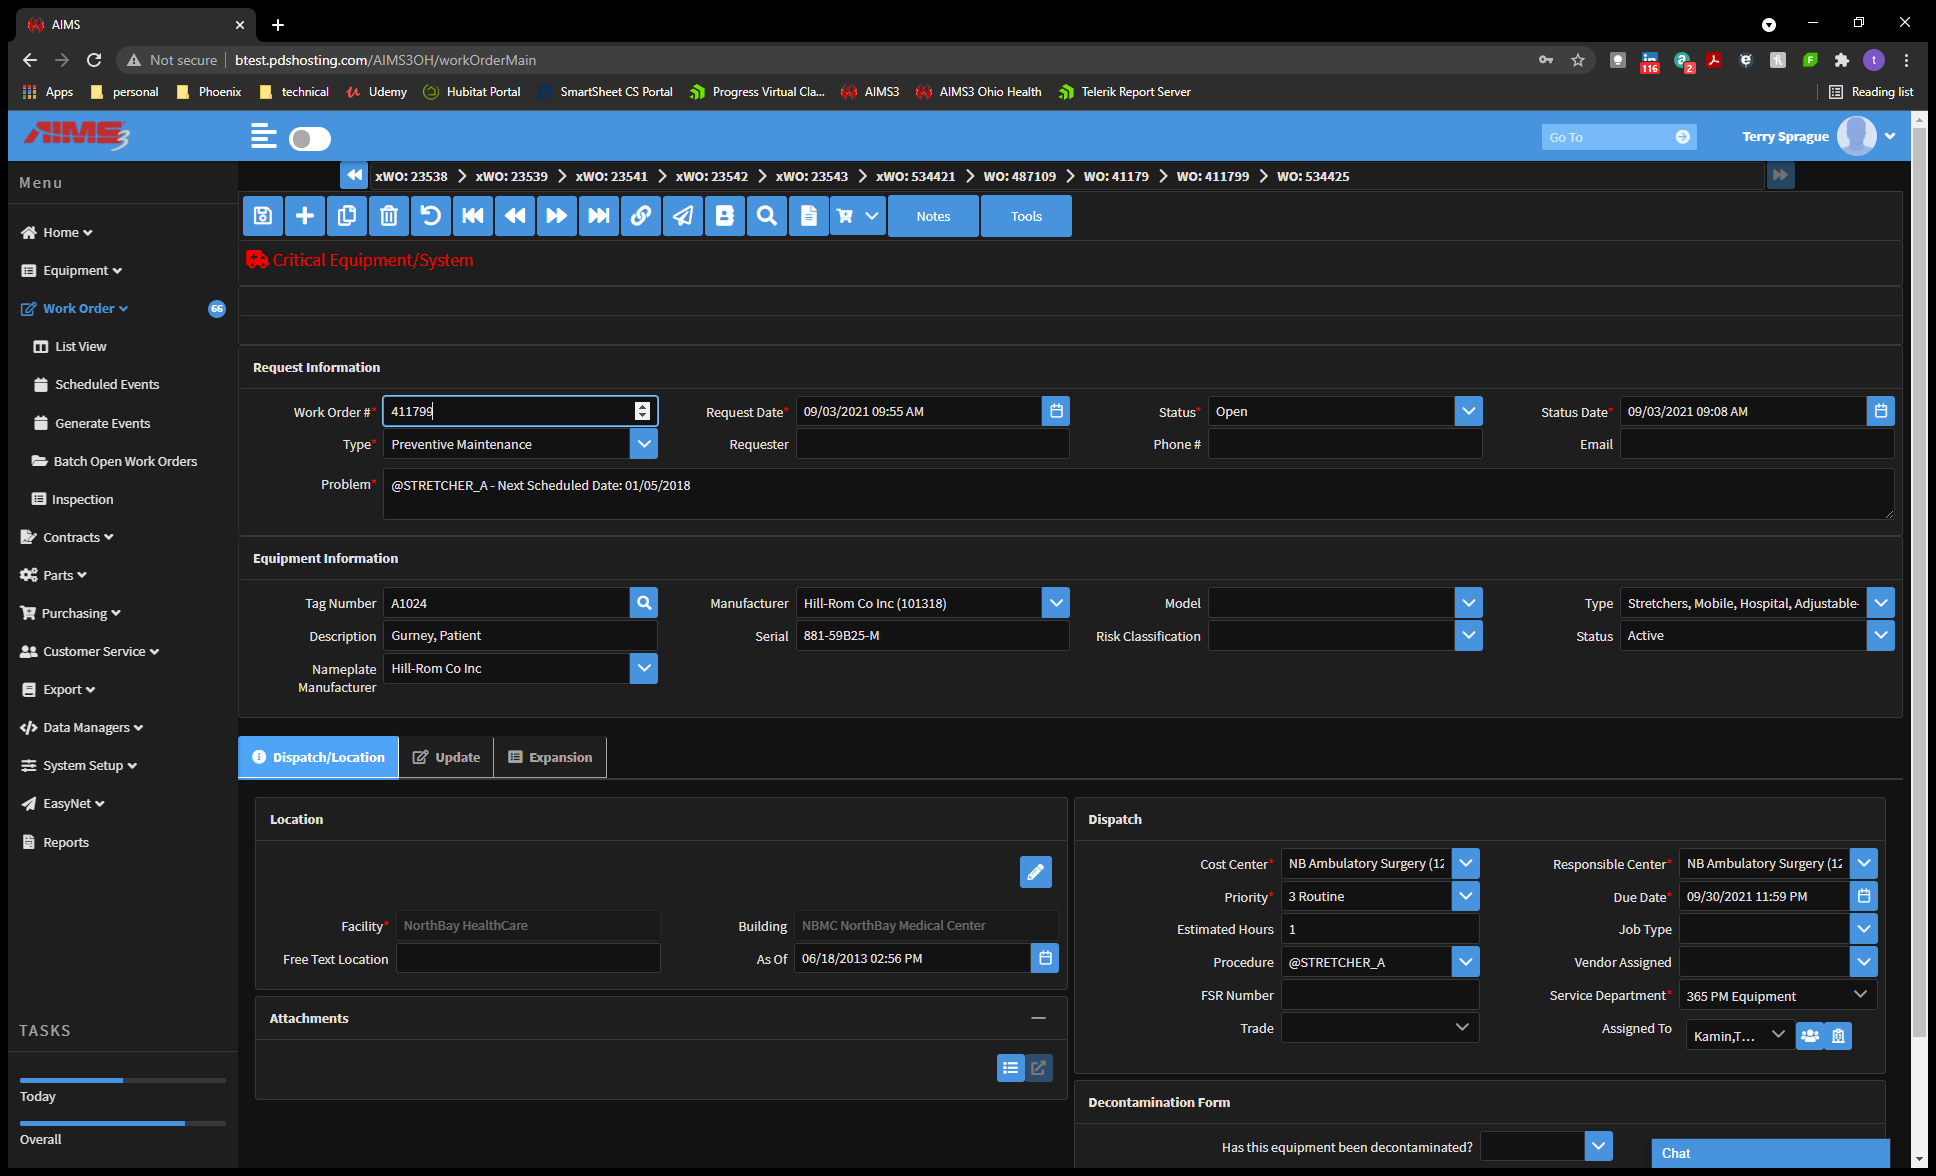 AIMS
Not secure | btest.pdshosting.com/AIMS3OH/workOrderMain
116
2
t
Apps personal Phoenix technical Udemy Hubitat Portal SmartSheet CS Portal Progress Virtual Cla... AIMS3 AIMS3 Ohio Health Telerik Report Server Reading list
AIMS3 Go To Terry Sprague
Menu
xWO: 23538 xWO: 23539 xWO: 23541 xWO: 23542 xWO: 23543 xWO: 534421 WO: 487109 WO: 41179 WO: 411799 WO: 534425
Notes Tools
Home
Equipment
Work Order 66
List View
Scheduled Events
Generate Events
Batch Open Work Orders
Inspection
Contracts
Parts
Purchasing
Customer Service
Export
Data Managers
System Setup
EasyNet
Reports
TASKS
Today
Overall
Critical Equipment/System
Request Information
Work Order #* 411799 Request Date* 09/03/2021 09:55 AM Status* Open Status Date* 09/03/2021 09:08 AM
Type* Preventive Maintenance Requester Phone # Email
Problem* @STRETCHER_A - Next Scheduled Date: 01/05/2018
Equipment Information
Tag Number A1024 Manufacturer Hill-Rom Co Inc (101318) Model Type Stretchers, Mobile, Hospital, Adjustable-
Description Gurney, Patient Serial 881-59B25-M Risk Classification Status Active
Nameplate Manufacturer Hill-Rom Co Inc
Dispatch/Location Update Expansion
Location
Facility* NorthBay HealthCare Building NBMC NorthBay Medical Center
Free Text Location As Of 06/18/2013 02:56 PM
Attachments
Dispatch
Cost Center* NB Ambulatory Surgery (12 Responsible Center* NB Ambulatory Surgery (12
Priority* 3 Routine Due Date* 09/30/2021 11:59 PM
Estimated Hours 1 Job Type
Procedure @STRETCHER_A Vendor Assigned
FSR Number Service Department* 365 PM Equipment
Trade Assigned To Kamin,T...
Decontamination Form
Has this equipment been decontaminated?
Chat